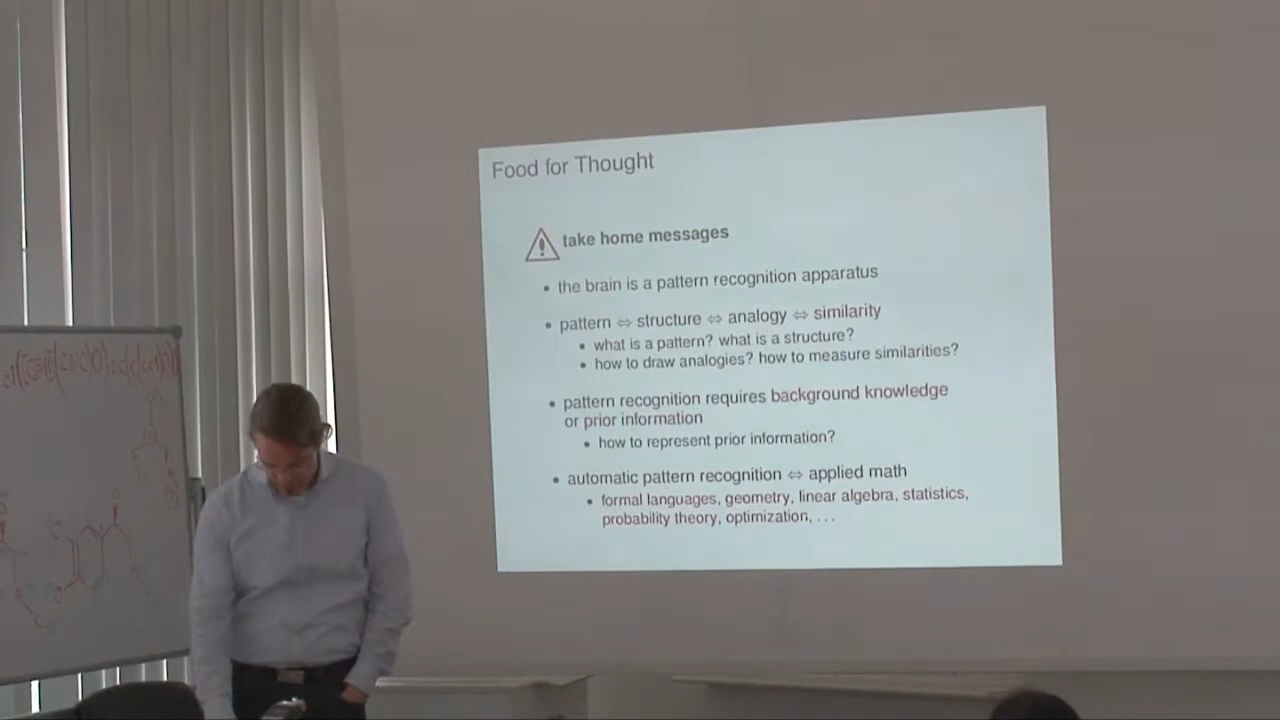 Food for Thought
take home messages
• the brain is a pattern recognition apparatus
• pattern ⇔ structure ⇔ analogy ⇔ similarity
• what is a pattern? what is a structure?
• how to draw analogies? how to measure similarities?
• pattern recognition requires background knowledge
or prior information
• how to represent prior information?
• automatic pattern recognition ⇔ applied math
• formal languages, geometry, linear algebra, statistics,
probability theory, optimization, . . .